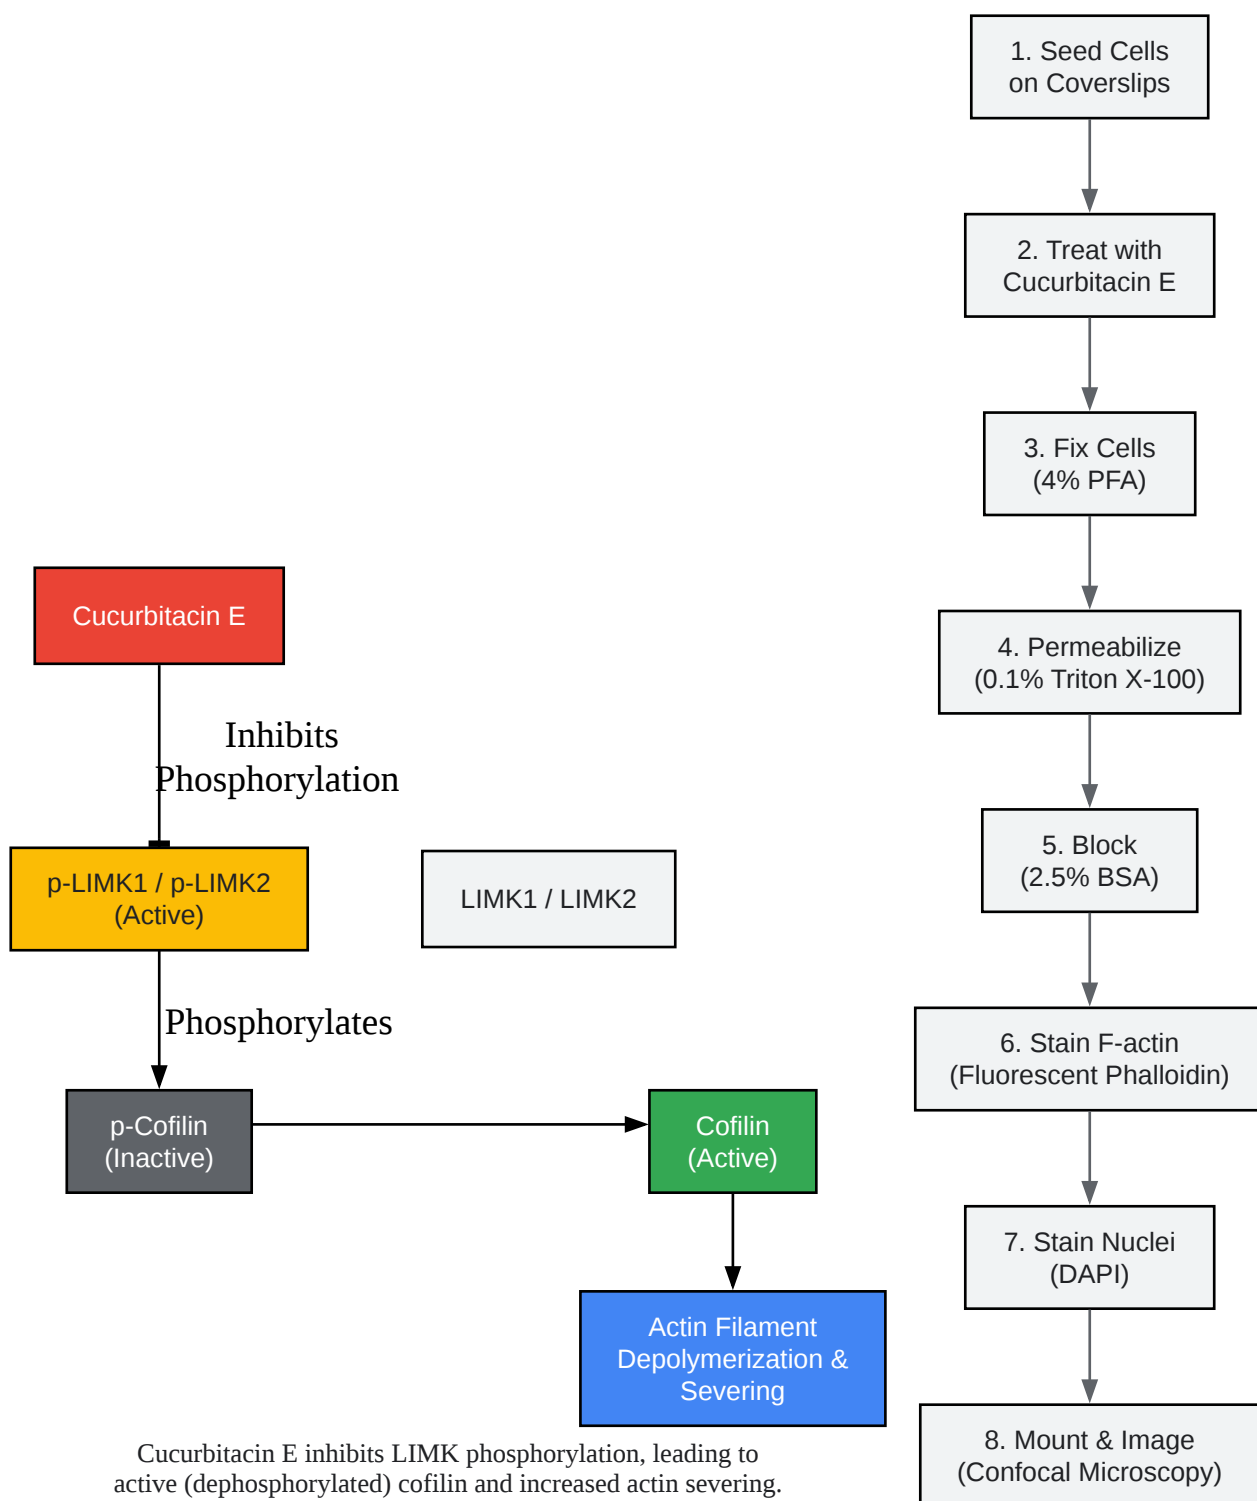 Cucurbitacin E
Inhibits
Phosphorylation
p-LIMK1 / p-LIMK2
(Active)
LIMK1 / LIMK2
Phosphorylates
p-Cofilin
(Inactive)
Cofilin
(Active)
Actin Filament
Depolymerization &
Severing
Cucurbitacin E inhibits LIMK phosphorylation, leading to
active (dephosphorylated) cofilin and increased actin severing.
1. Seed Cells
on Coverslips
2. Treat with
Cucurbitacin E
3. Fix Cells
(4% PFA)
4. Permeabilize
(0.1% Triton X-100)
5. Block
(2.5% BSA)
6. Stain F-actin
(Fluorescent Phalloidin)
7. Stain Nuclei
(DAPI)
8. Mount & Image
(Confocal Microscopy)